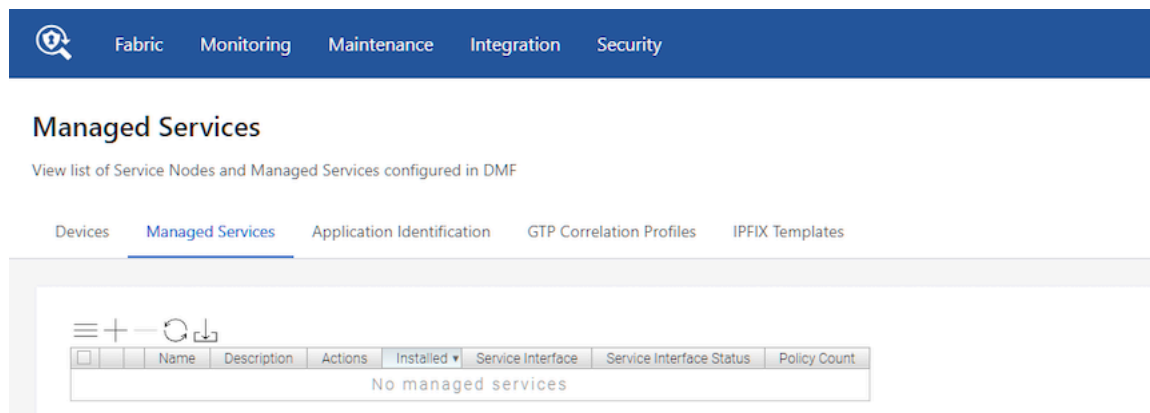 Fabric Monitoring Maintenance Integration Security
Managed Services
View list of Service Nodes and Managed Services configured in DMF
Devices Managed Services Application Identification GTP Correlation Profiles IPFIX Templates
Name Description Actions Installed Service Interface Service Interface Status Policy Count
No managed services